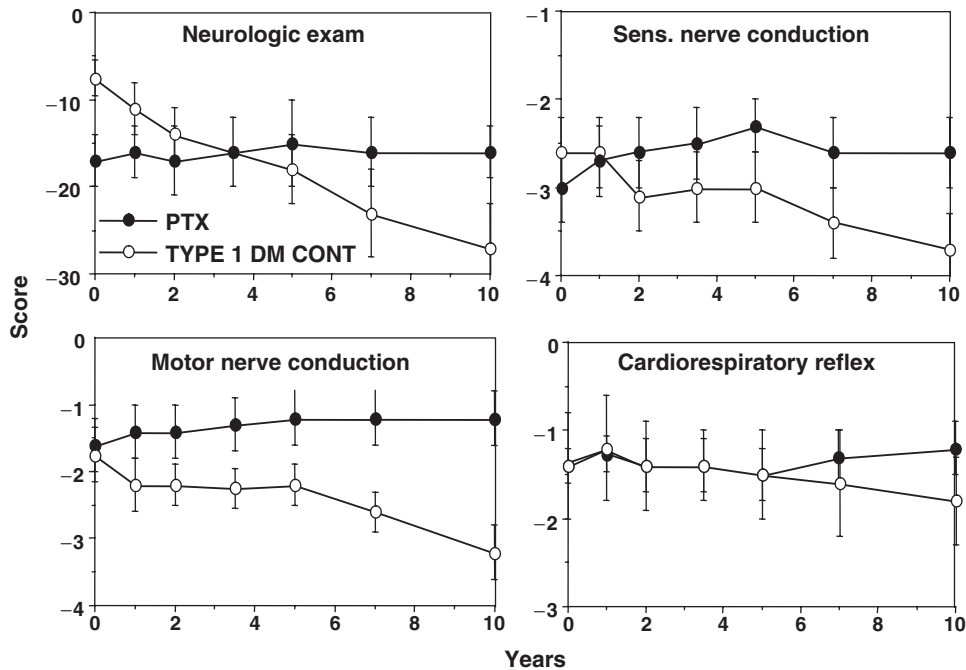 Neurologic exam
−10
−20
−30
0 2 4 6 8 10
PTX
TYPE 1 DM CONT
Sens. nerve conduction
−1
−2
−3
−4
0 2 4 6 8 10
Score
Motor nerve conduction
0
−1
−2
−3
−4
0 2 4 6 8 10
Cardiorespiratory reflex
0
−1
−2
−3
0 2 4 6 8 10
Years